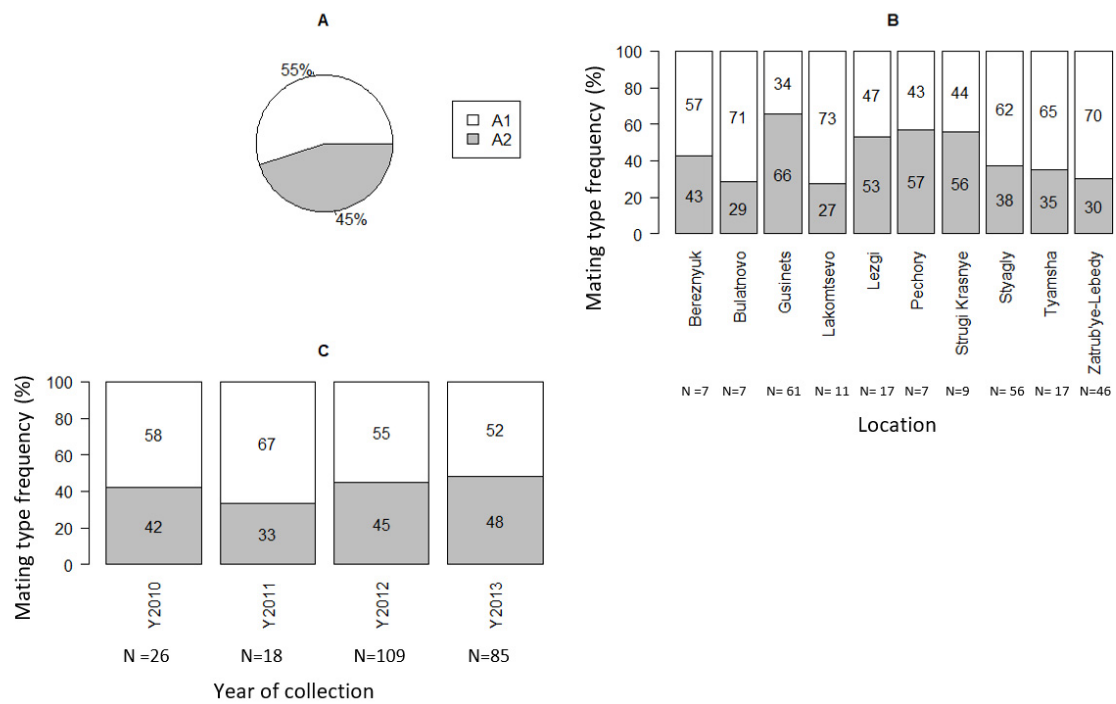 A
55%
45%
A1
A2
B
Mating type frequency (%)
100
80
60
40
20
0
57 71 34 73 47 43 44 62 65 70
43 29 66 27 53 57 56 38 35 30
Bereznyuk
Bulatnovo
Gusinets
Lakomtsevo
Lezgi
Pechory
Strugi Krasnye
Styagly
Tyamsha
Zatrub'ye-Lebedy
N =7 N=7 N= 61 N= 11 N= 17 N=7 N=9 N= 56 N= 17 N=46
Location
C
Mating type frequency (%)
100
80
60
40
20
0
58 67 55 52
42 33 45 48
Y2010
Y2011
Y2012
Y2013
N =26 N=18 N=109 N=85
Year of collection